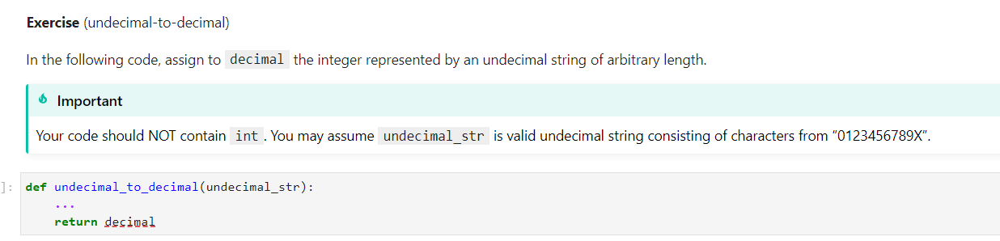 Exercise (undecimal-to-decimal)
In the following code, assign to decimal the integer represented by an undecimal string of arbitrary length.
Important
Your code should NOT contain int . You may assume undecimal_str is valid undecimal string consisting of characters from “0123456789X”.
]: def undecimal_to_decimal(undecimal_str):
...
return decimal